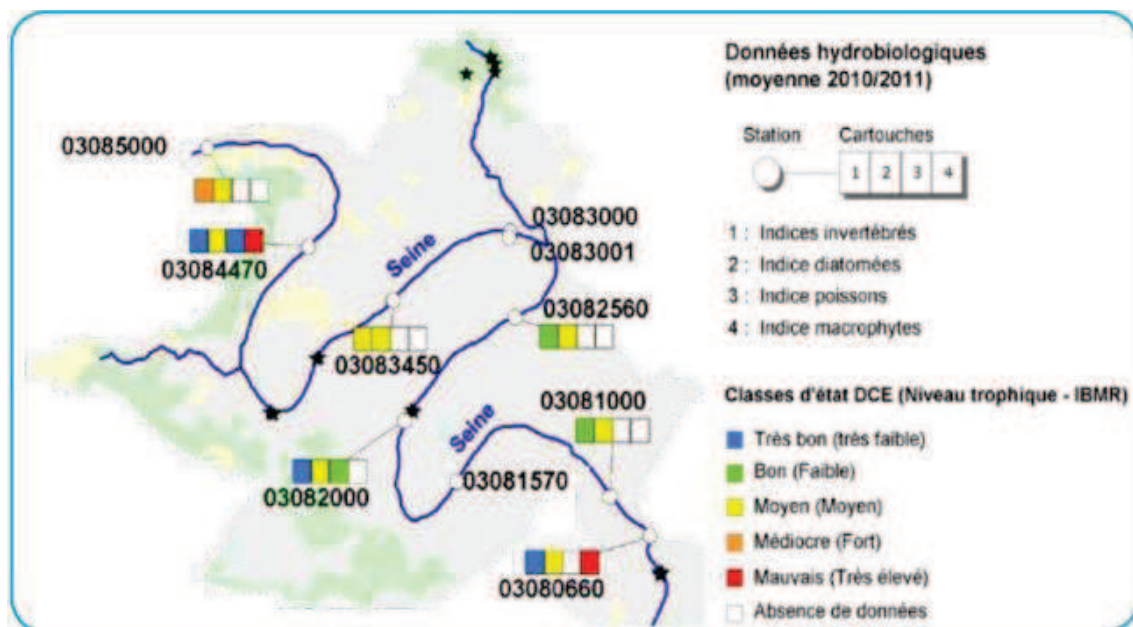 Données hydrobiologiques
(moyenne 2010/2011)
Station Cartouches
1 2 3 4
1 : Indices invertébrés
2 : Indice diatomées
3 : Indice poissons
4 : Indice macrophytes
Classes d'état DCE (Niveau trophique - IBMR)
Très bon (très faible)
Bon (Faible)
Moyen (Moyen)
Médiocre (Fort)
Mauvais (Très élevé)
Absence de données
03085000
03084470
Seine
03083000
03083001
03082560
03083450
03081000
Seine
03082000
03081570
03080660